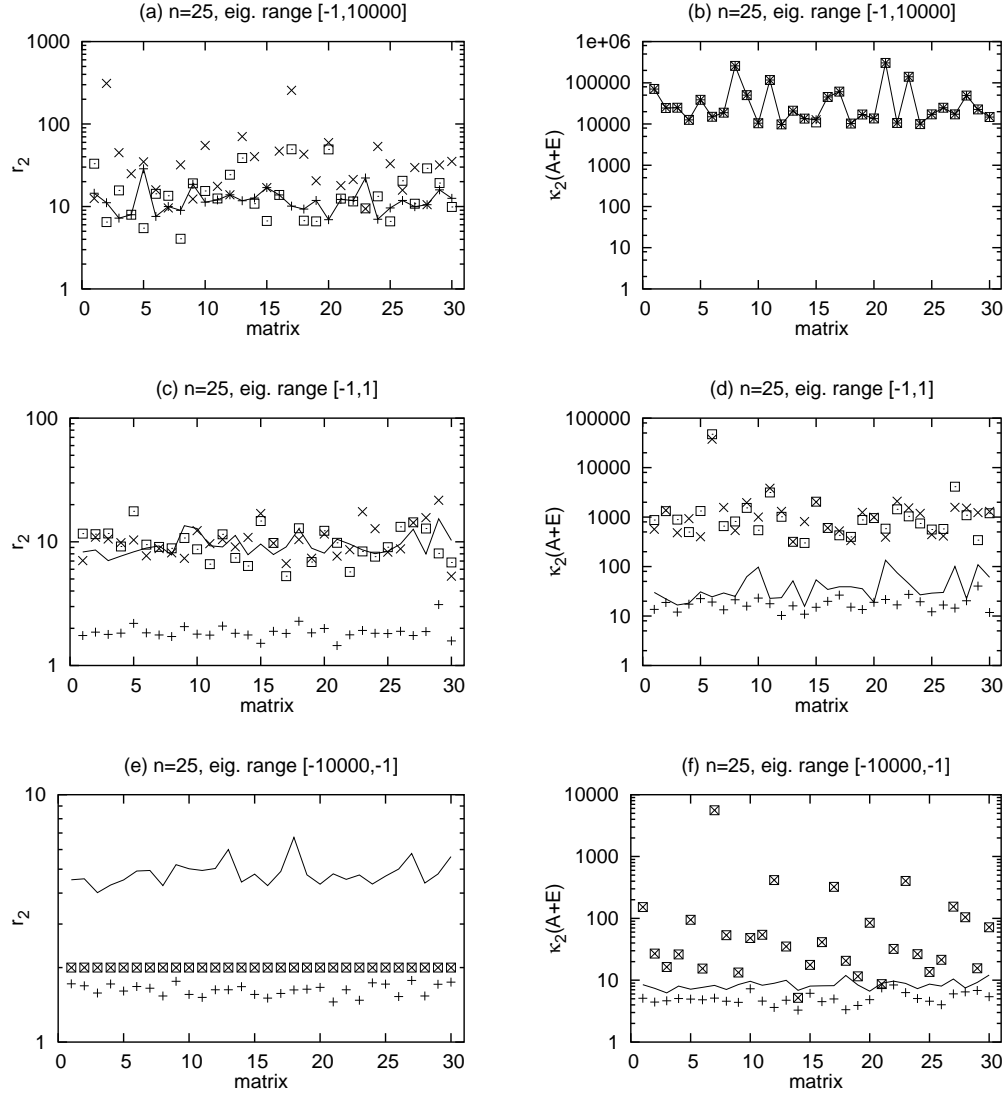 (a) n=25, eig. range [-1,10000]
1000
100
10
1
r2
0 5 10 15 20 25 30
matrix
(b) n=25, eig. range [-1,10000]
1e+06
100000
10000
1000
100
10
1
κ2(A+E)
0 5 10 15 20 25 30
matrix
(c) n=25, eig. range [-1,1]
100
10
1
r2
0 5 10 15 20 25 30
matrix
(d) n=25, eig. range [-1,1]
100000
10000
1000
100
10
1
κ2(A+E)
0 5 10 15 20 25 30
matrix
(e) n=25, eig. range [-10000,-1]
10
1
r2
0 5 10 15 20 25 30
matrix
(f) n=25, eig. range [-10000,-1]
10000
1000
100
10
1
κ2(A+E)
0 5 10 15 20 25 30
matrix